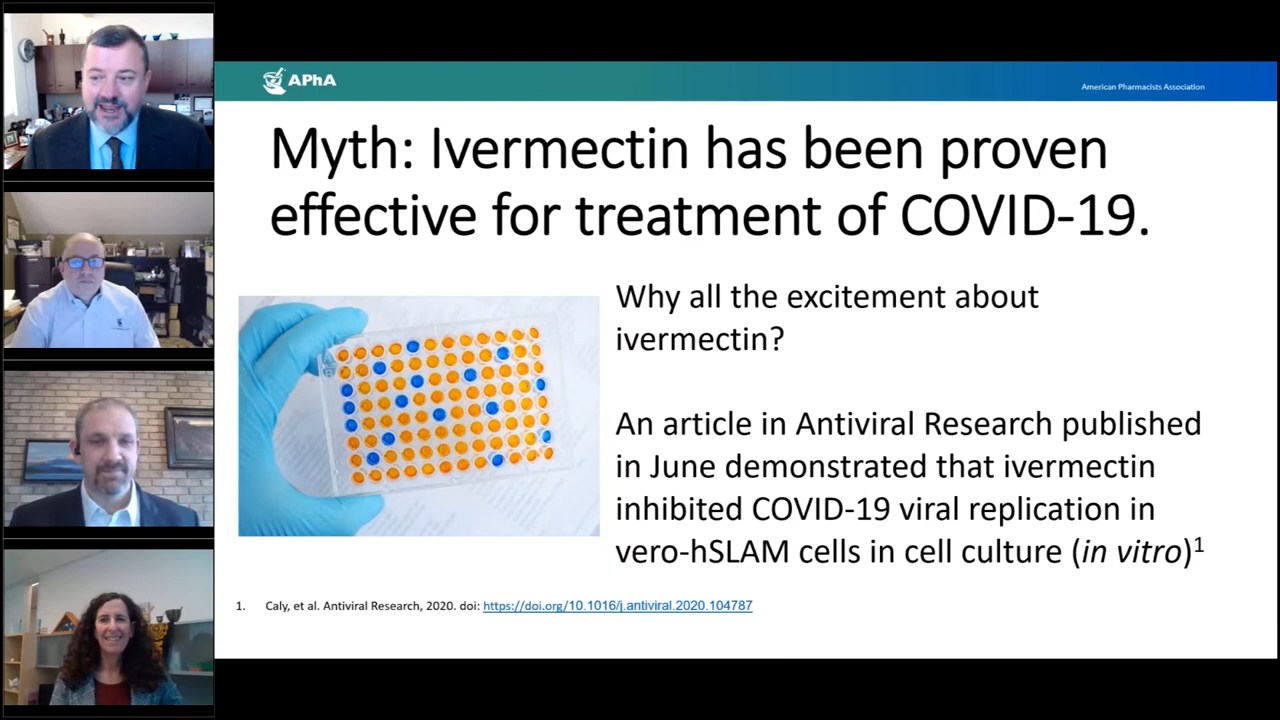 APhA
American Pharmacists Association
Myth: Ivermectin has been proven
effective for treatment of COVID-19.
Why all the excitement about
ivermectin?
An article in Antiviral Research published
in June demonstrated that ivermectin
inhibited COVID-19 viral replication in
vero-hSLAM cells in cell culture (in vitro)1
1. Caly, et al. Antiviral Research, 2020. doi: https://doi.org/10.1016/j.antiviral.2020.104787